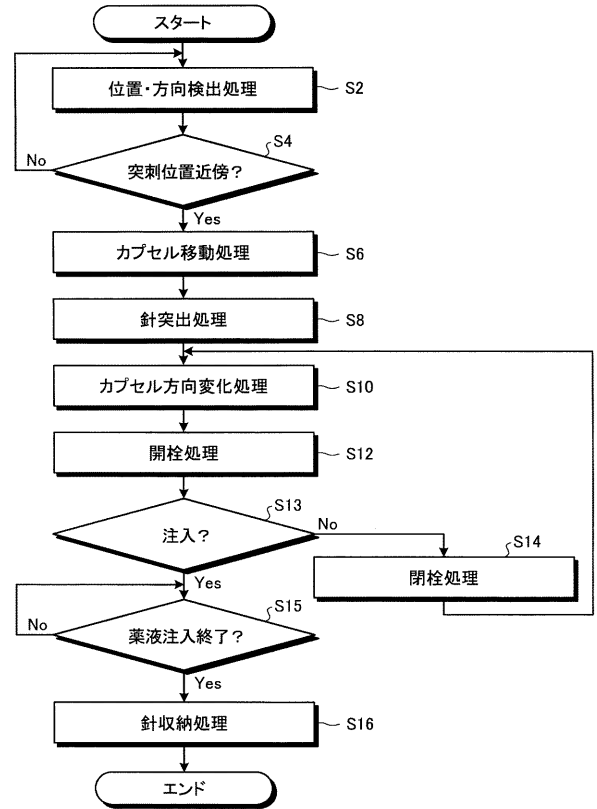 スタート
位置・方向検出処理
S2
S4
突刺位置近傍？
No
Yes
カプセル移動処理
S6
針突出処理
S8
カプセル方向変化処理
S10
開栓処理
S12
S13
注入？
No
Yes
S14
閉栓処理
S15
薬液注入終了？
No
Yes
針収納処理
S16
エンド